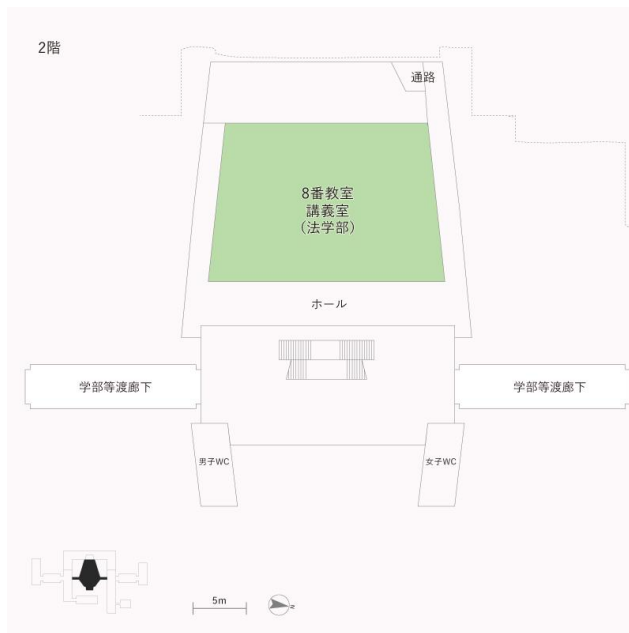 2階
通路
8番教室
講義室
(法学部)
ホール
学部等渡廊下
学部等渡廊下
男子WC
女子WC
5m
N